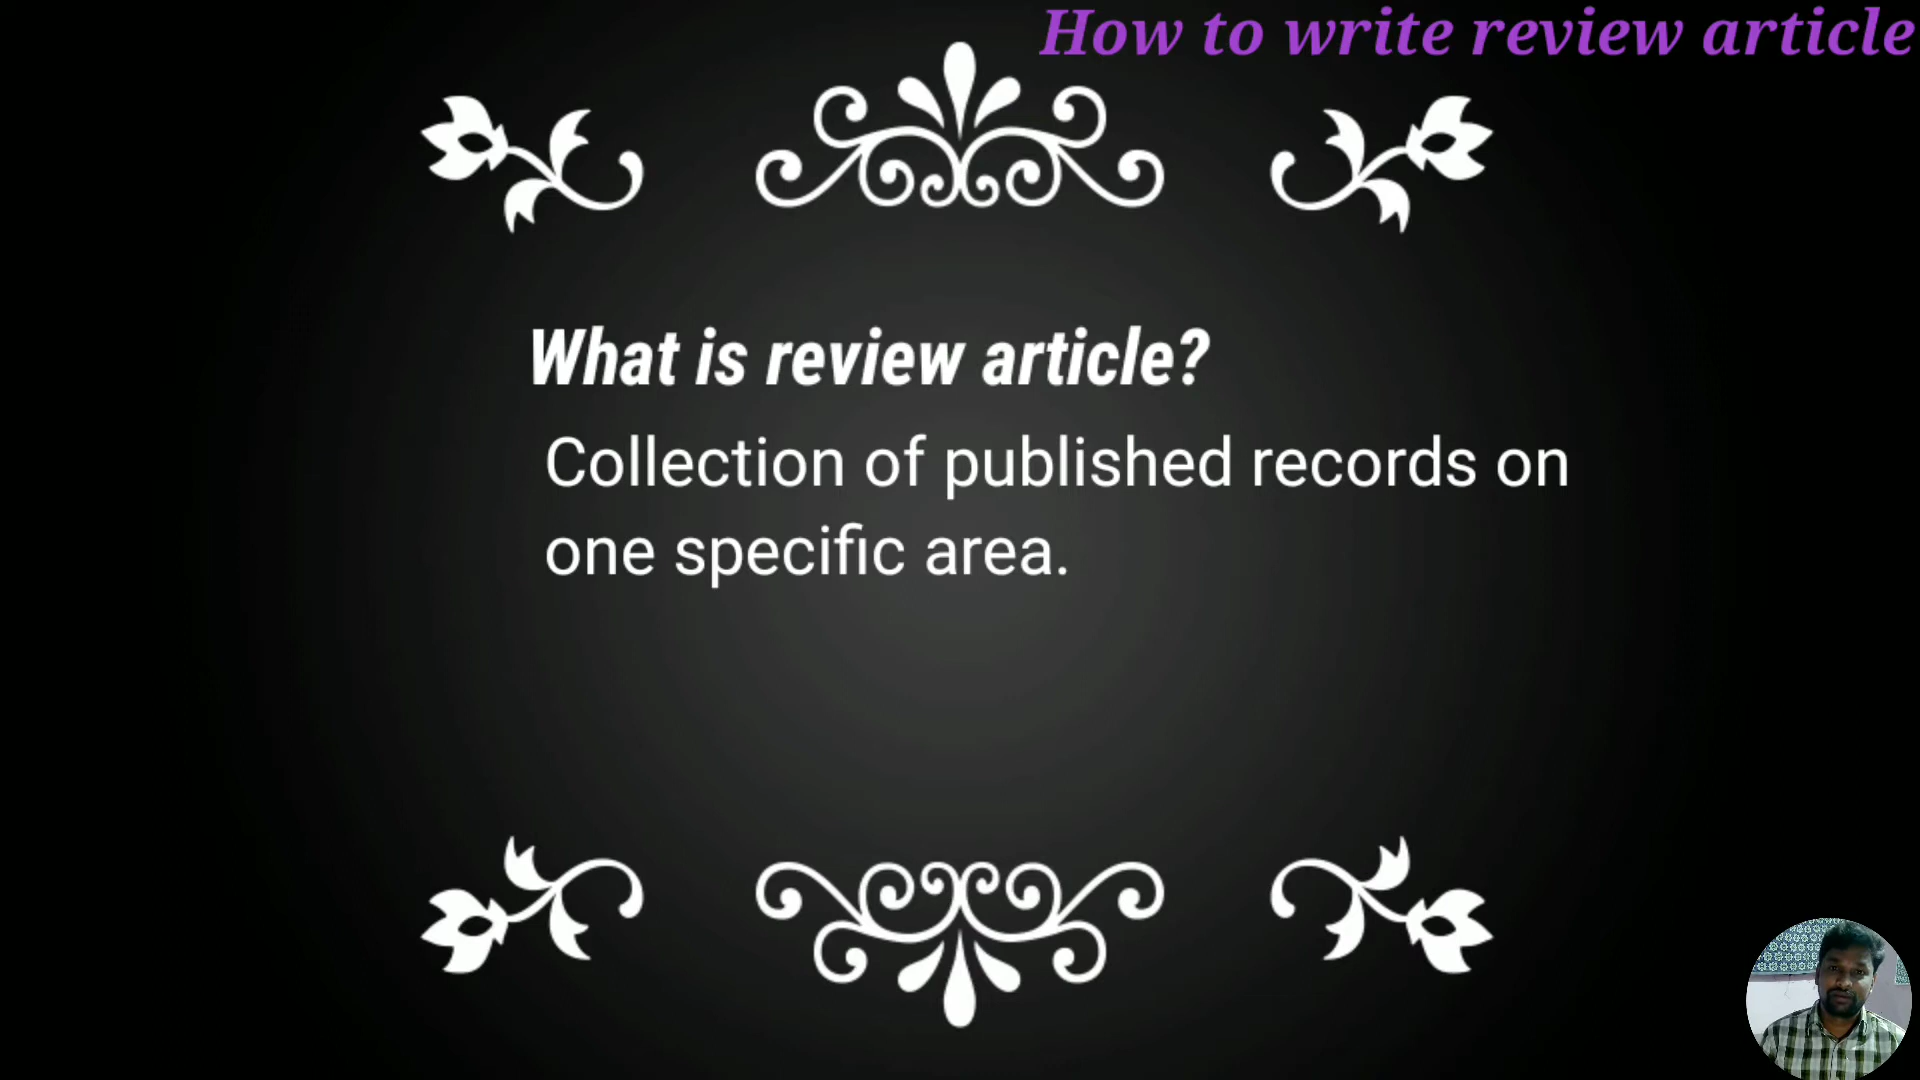 How to write review article
What is review article?
Collection of published records on
one specific area.